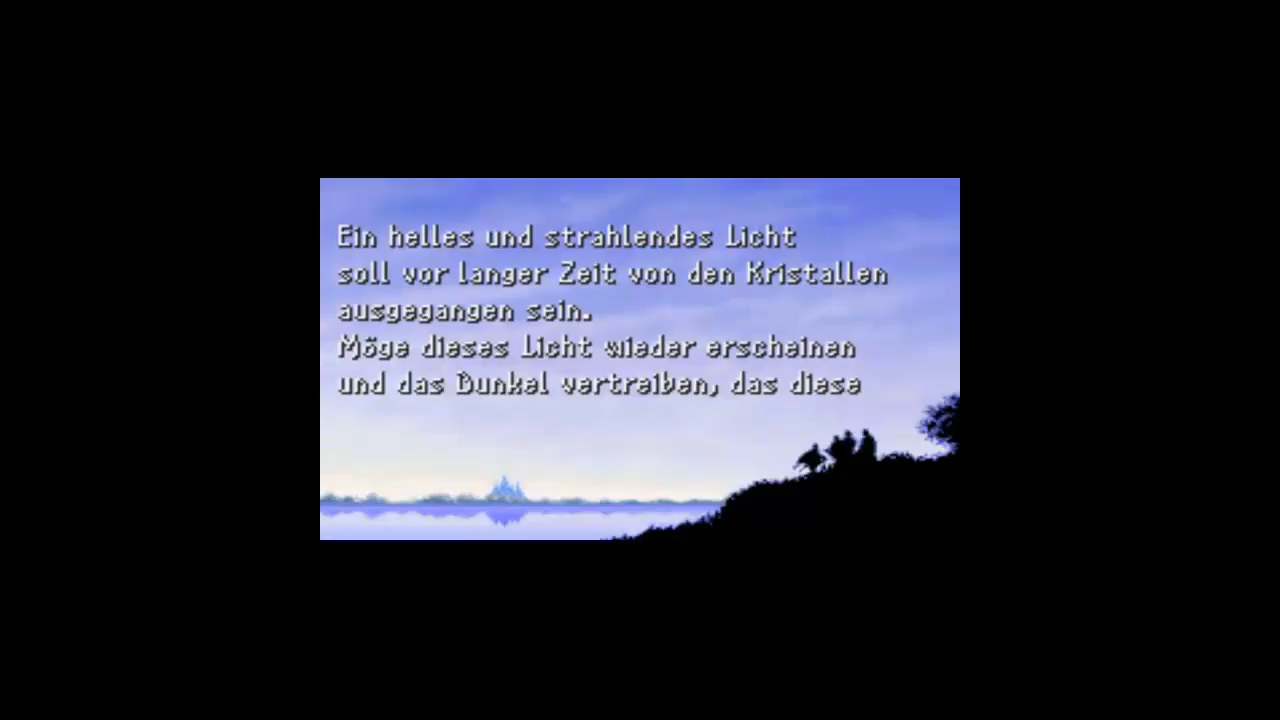 Ein helles und strahlendes Licht
soll vor langer Zeit von den Kristallen
ausgegangen sein.
Möge dieses Licht wieder erscheinen
und das Dunkel vertreiben, das diese